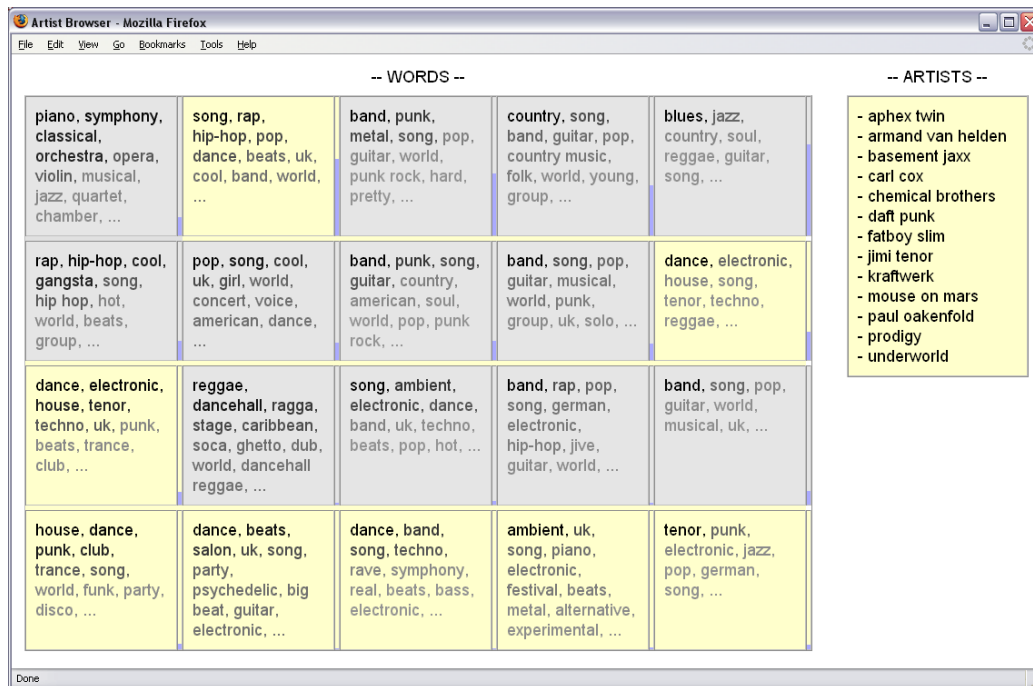 Artist Browser - Mozilla Firefox
File Edit View Go Bookmarks Tools Help
-- WORDS --
piano, symphony,
classical,
orchestra, opera,
violin, musical,
jazz, quartet,
chamber, ...
song, rap,
hip-hop, pop,
dance, beats, uk,
cool, band, world,
...
band, punk,
metal, song, pop,
guitar, world,
punk rock, hard,
pretty, ...
country, song,
band, guitar, pop,
country music,
folk, world, young,
group, ...
blues, jazz,
country, soul,
reggae, guitar,
song, ...
rap, hip-hop, cool,
gangsta, song,
hip hop, hot,
world, beats,
group, ...
pop, song, cool,
uk, girl, world,
concert, voice,
american, dance,
...
band, punk, song,
guitar, country,
american, soul,
world, pop, punk
rock, ...
band, song, pop,
guitar, musical,
world, punk,
group, uk, solo, ...
dance, electronic,
house, song,
tenor, techno,
reggae, ...
dance, electronic,
house, tenor,
techno, uk, punk,
beats, trance,
club, ...
reggae,
dancehall, ragga,
stage, caribbean,
soca, ghetto, dub,
world, dancehall
reggae, ...
song, ambient,
electronic, dance,
band, uk, techno,
beats, pop, hot, ...
band, rap, pop,
song, german,
electronic,
hip-hop, jive,
guitar, world, ...
band, song, pop,
guitar, world,
musical, uk, ...
house, dance,
punk, club,
trance, song,
world, funk, party,
disco, ...
dance, beats,
salon, uk, song,
party,
psychedelic, big
beat, guitar,
electronic, ...
dance, band,
song, techno,
rave, symphony,
real, beats, bass,
electronic, ...
ambient, uk,
song, piano,
electronic,
festival, beats,
metal, alternative,
experimental, ...
tenor, punk,
electronic, jazz,
pop, german,
song, ...
-- ARTISTS --
- aphex twin
- armand van helden
- basement jaxx
- carl cox
- chemical brothers
- daft punk
- fatboy slim
- jimi tenor
- kraftwerk
- mouse on mars
- paul oakenfold
- prodigy
- underworld
Done